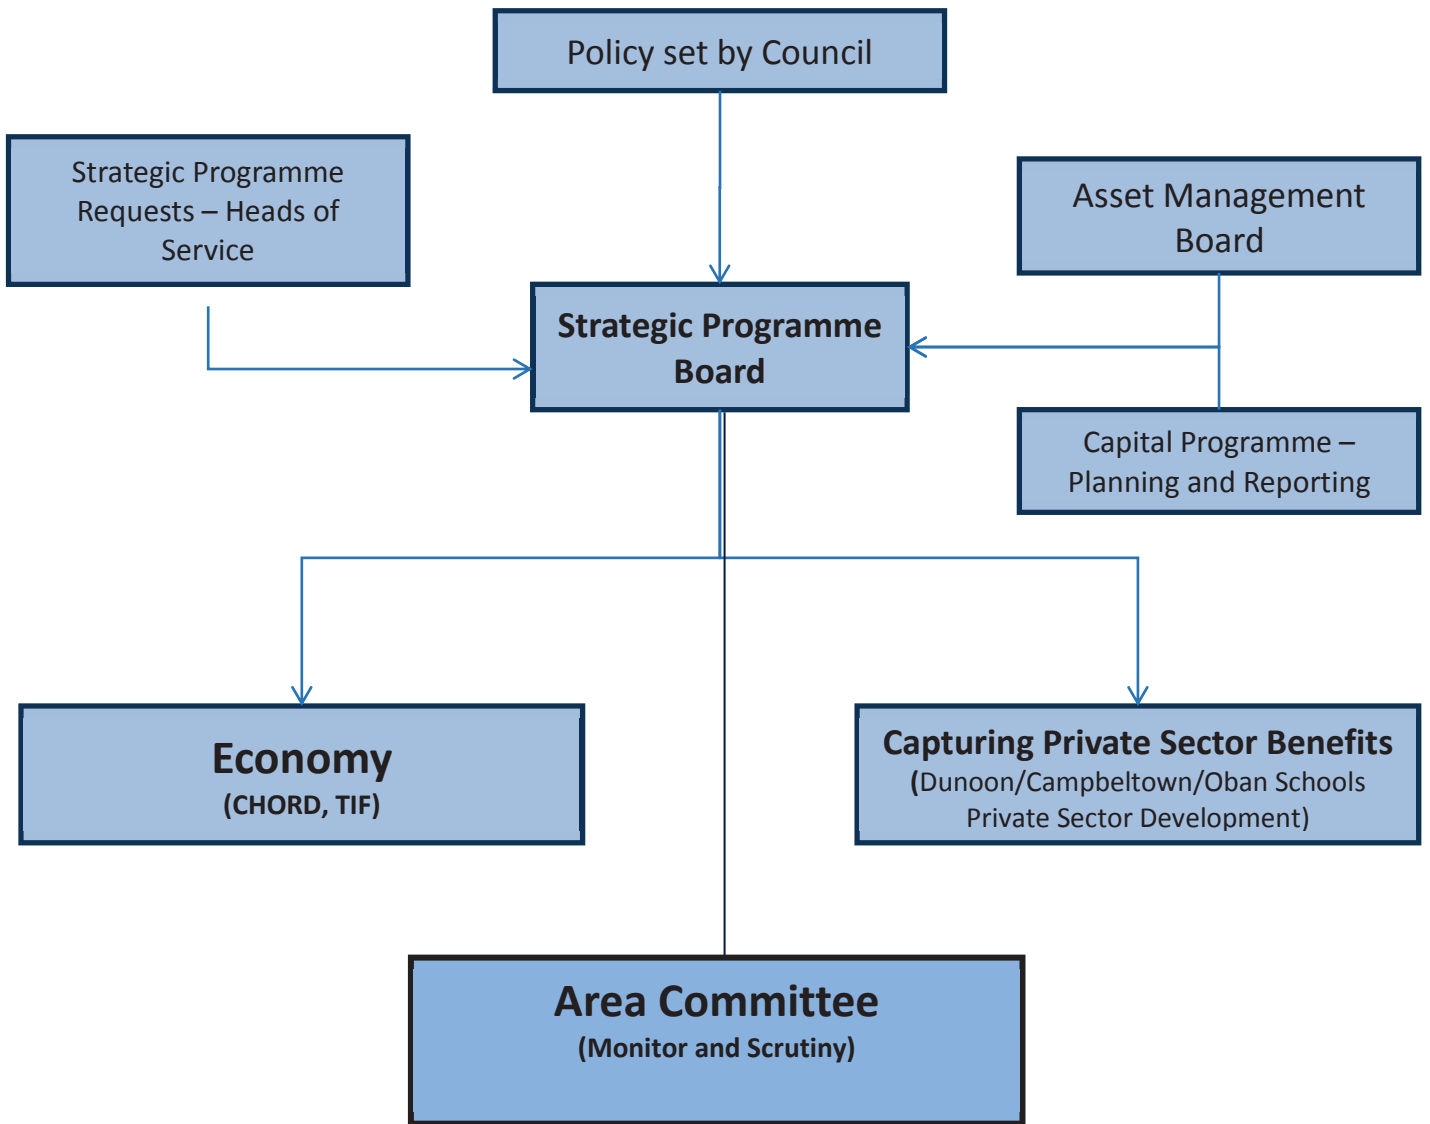 Policy set by Council
Strategic Programme
Requests – Heads of
Service
Asset Management
Board
Strategic Programme
Board
Capital Programme –
Planning and Reporting
Economy
(CHORD, TIF)
Capturing Private Sector Benefits
(Dunoon/Campbeltown/Oban Schools
Private Sector Development)
Area Committee
(Monitor and Scrutiny)